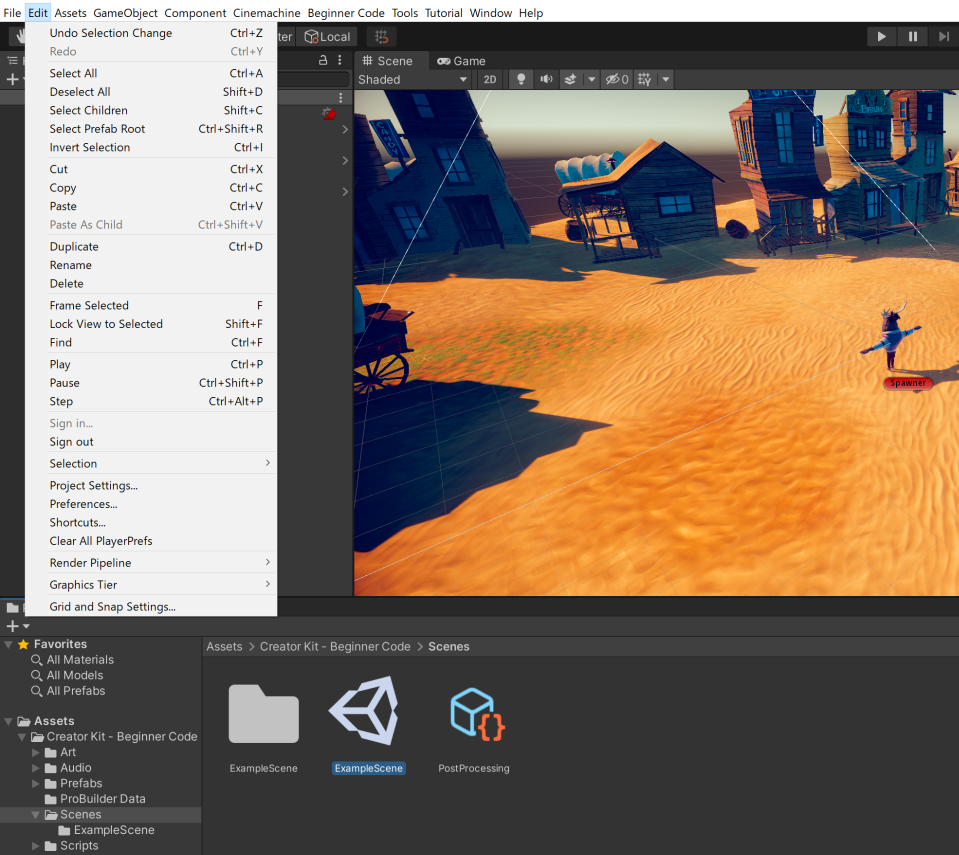 File Edit Assets GameObject Component Cinemachine Beginner Code Tools Tutorial Window Help
Undo Selection Change Ctrl+Z
Redo Ctrl+Y
Select All Ctrl+A
Deselect All Shift+D
Select Children Shift+C
Select Prefab Root Ctrl+Shift+R
Invert Selection Ctrl+I
Cut Ctrl+X
Copy Ctrl+C
Paste Ctrl+V
Paste As Child Ctrl+Shift+V
Duplicate Ctrl+D
Rename
Delete
Frame Selected F
Lock View to Selected Shift+F
Find Ctrl+F
Play Ctrl+P
Pause Ctrl+Shift+P
Step Ctrl+Alt+P
Sign in...
Sign out
Selection
Project Settings...
Preferences...
Shortcuts...
Clear All PlayerPrefs
Render Pipeline
Graphics Tier
Grid and Snap Settings...
Local
Scene Game
Shaded 2D 0
Spawner
Favorites
All Materials
All Models
All Prefabs
Assets
Creator Kit - Beginner Code
Art
Audio
Prefabs
ProBuilder Data
Scenes
ExampleScene
Scripts
Assets > Creator Kit - Beginner Code > Scenes
ExampleScene ExampleScene PostProcessing